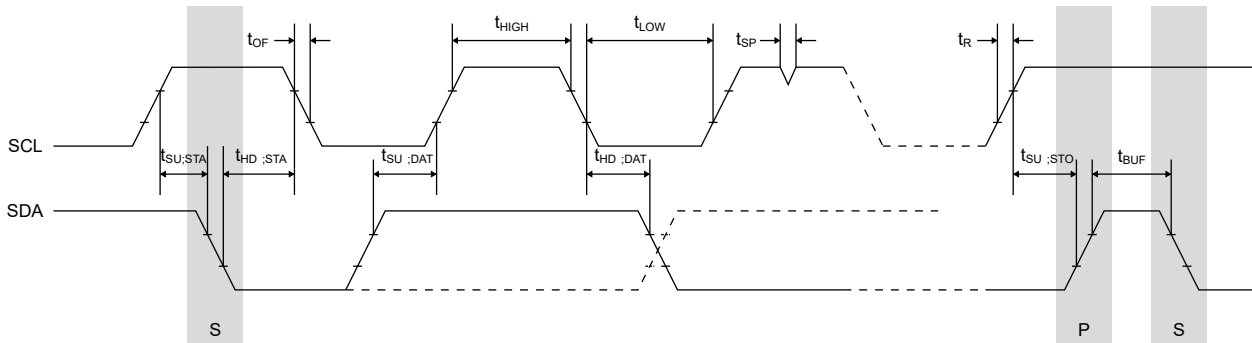 tHIGH tLOW
tOF tSP tR
SCL
tSU;STA tHD ;STA tSU ;DAT tHD ;DAT tSU ;STO tBUF
SDA
S P S